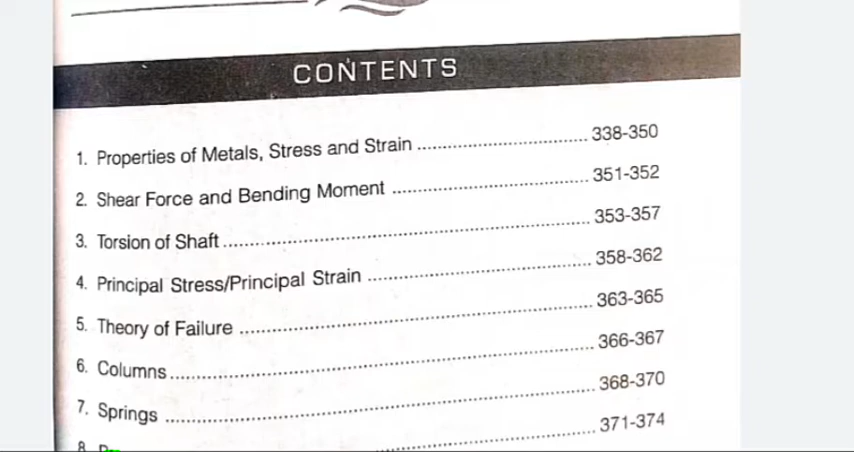 CONTENTS
1. Properties of Metals, Stress and Strain ........................................ 338-350
2. Shear Force and Bending Moment ............................................. 351-352
3. Torsion of Shaft ............................................................................ 353-357
4. Principal Stress/Principal Strain ................................................... 358-362
5. Theory of Failure .......................................................................... 363-365
6. Columns ....................................................................................... 366-367
7. Springs ......................................................................................... 368-370
8. ..................................................... 371-374